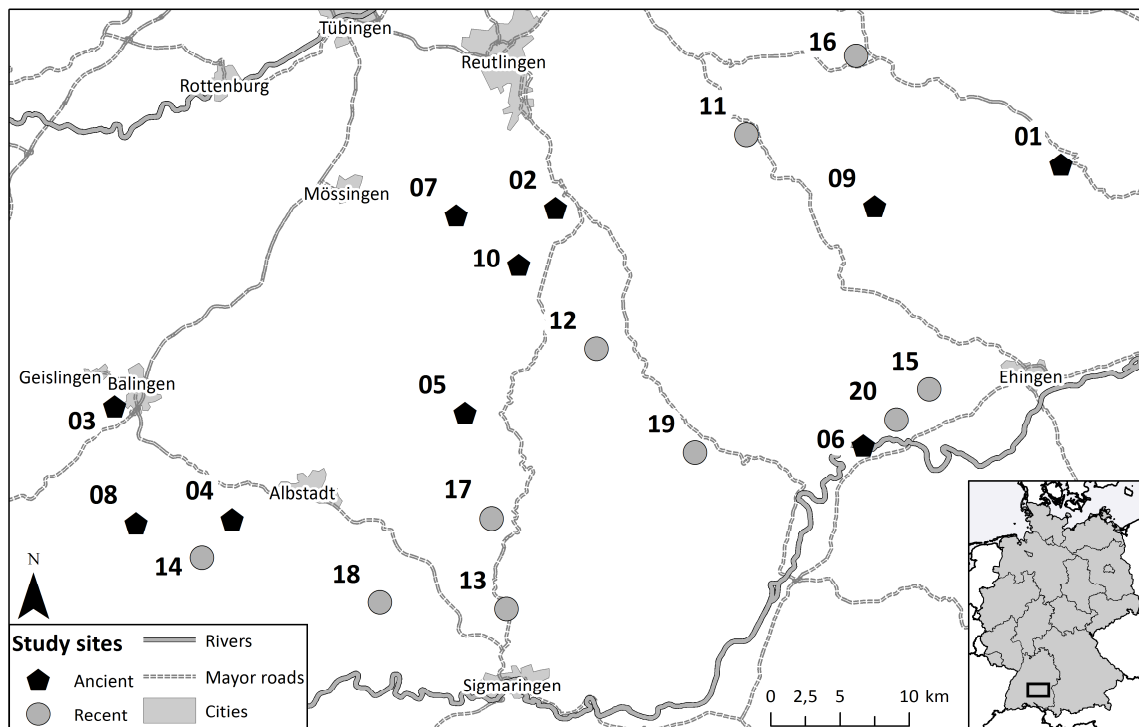 Tübingen
16
Reutlingen
Rottenburg
11
01
02
09
07
Mössingen
10
12
Geislingen
Balingen
15
Ehingen
05
20
03
19
06
04
08
Albstadt
17
14
18
13
N
Study sites
Rivers
Ancient
Mayor roads
Recent
Cities
Sigmaringen
0 2,5 5 10 km